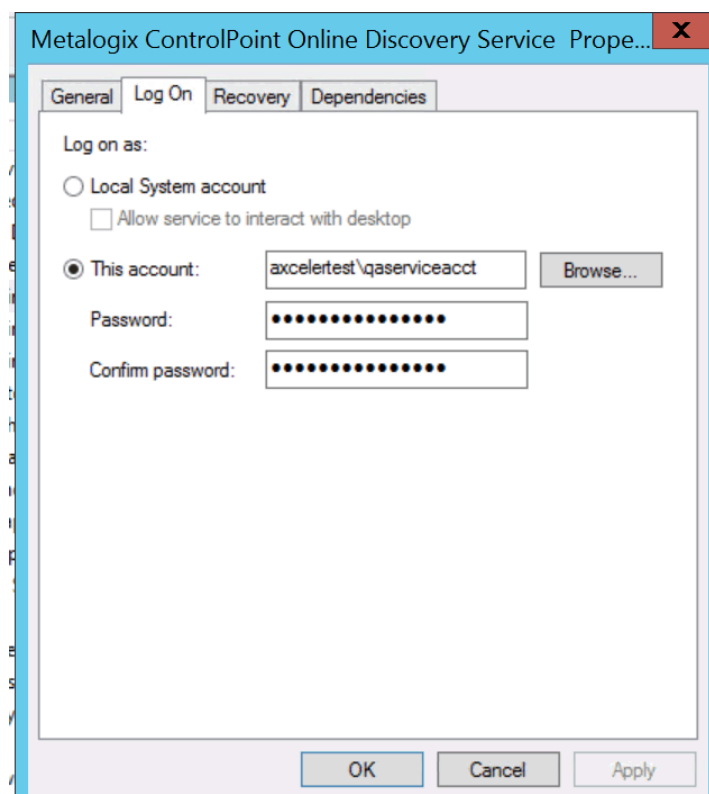 Metalogix ControlPoint Online Discovery Service Prope...
X
General Log On Recovery Dependencies
Log on as:
Local System account
Allow service to interact with desktop
This account: axcelertest\qaserviceacct Browse...
Password: ●●●●●●●●●●●●●●●
Confirm password: ●●●●●●●●●●●●●●●
OK Cancel Apply